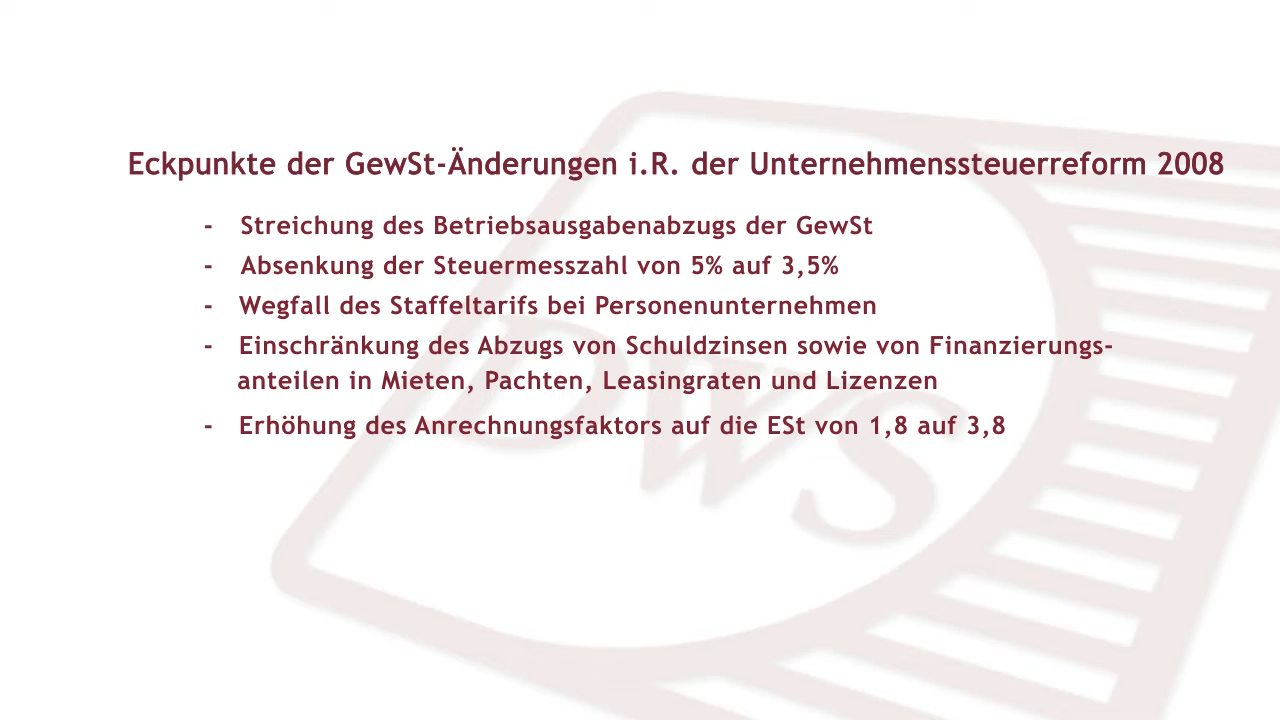 Eckpunkte der GewSt-Änderungen i.R. der Unternehmenssteuerreform 2008
- Streichung des Betriebsausgabenabzugs der GewSt
- Absenkung der Steuermesszahl von 5% auf 3,5%
- Wegfall des Staffeltarifs bei Personenunternehmen
- Einschränkung des Abzugs von Schuldzinsen sowie von Finanzierungs-
anteilen in Mieten, Pachten, Leasingraten und Lizenzen
- Erhöhung des Anrechnungsfaktors auf die ESt von 1,8 auf 3,8
DWS